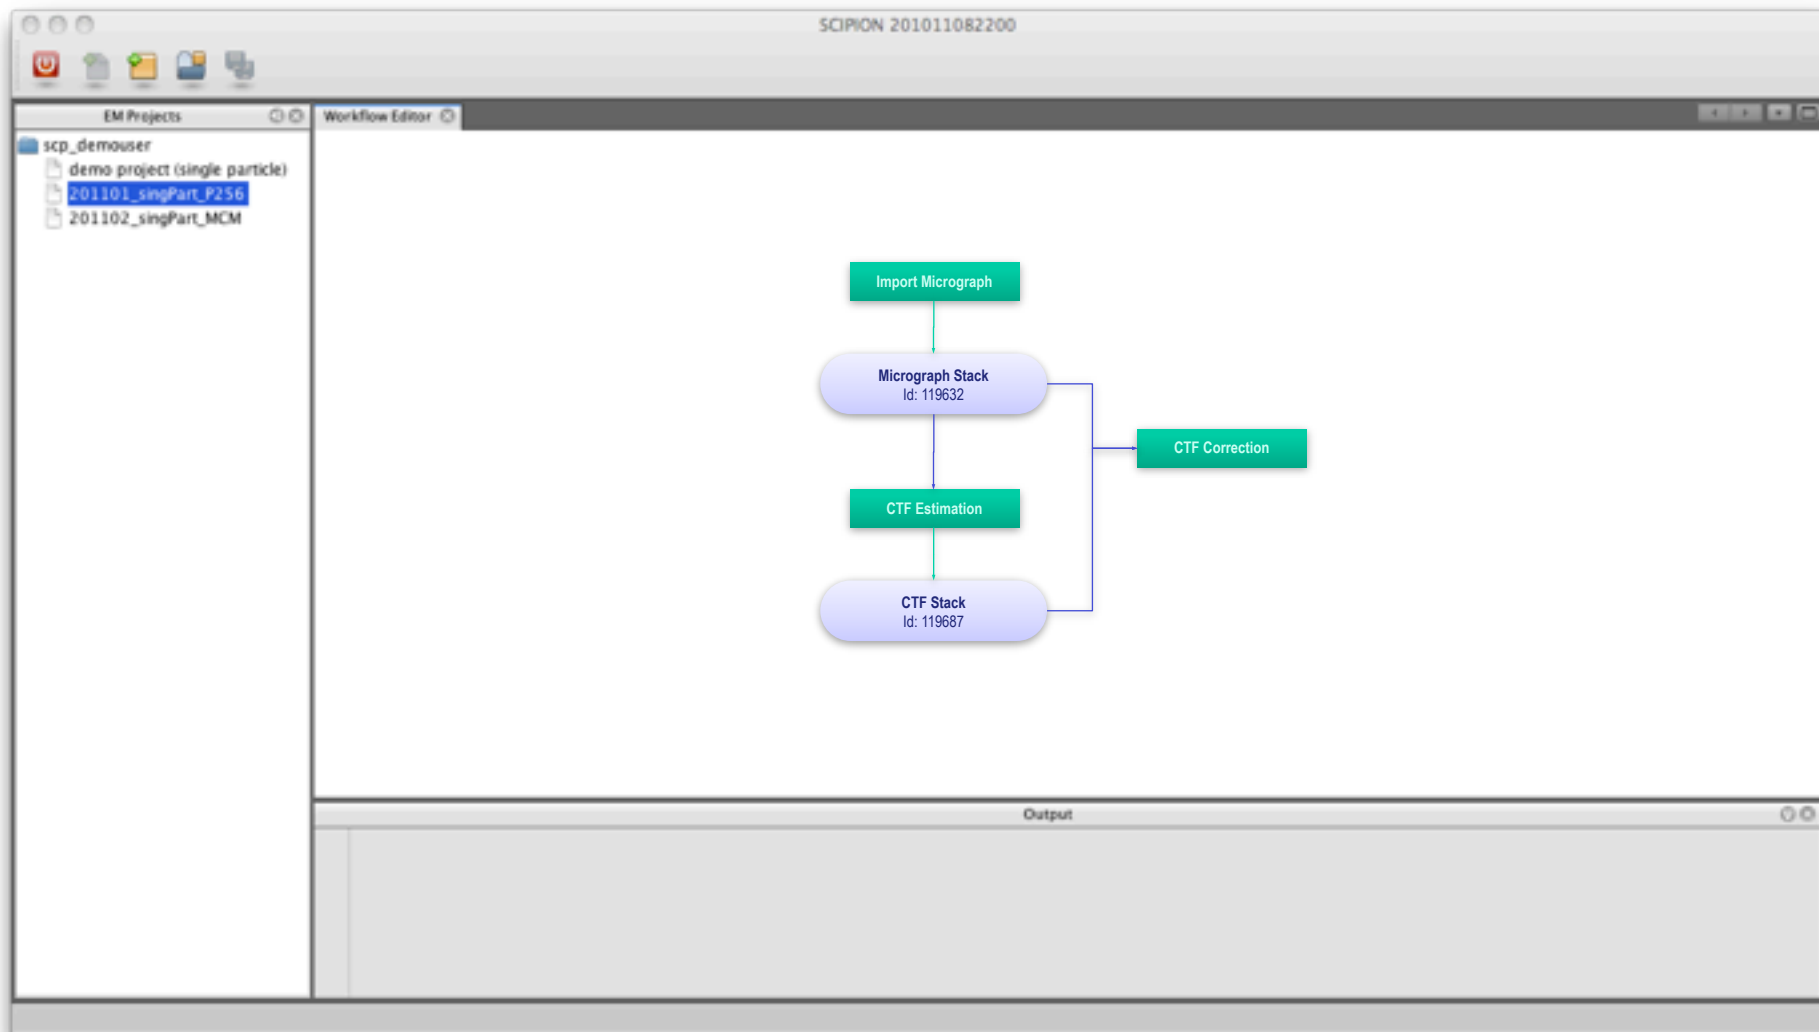 SCIPION 201011082200
EM Projects
Workflow Editor
scp_demouser
demo project (single particle)
201101_singPart_P256
201102_singPart_MCM
Import Micrograph
Micrograph Stack
Id: 119632
CTF Correction
CTF Estimation
CTF Stack
Id: 119687
Output